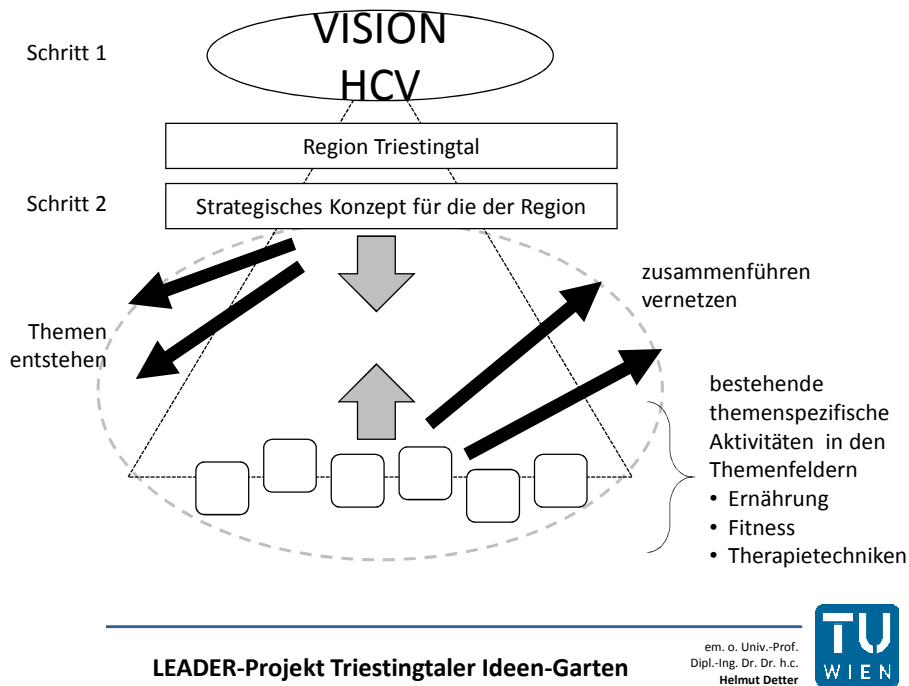 Schritt 1
VISION
HCV
Region Triestingtal
Schritt 2
Strategisches Konzept für die der Region
zusammenführen
vernetzen
Themen
entstehen
bestehende
themenspezifische
Aktivitäten in den
Themenfeldern
• Ernährung
• Fitness
• Therapietechniken
LEADER-Projekt Triestingtaler Ideen-Garten
em. o. Univ.-Prof.
Dipl.-Ing. Dr. Dr. h.c.
Helmut Detter
TU
WIEN